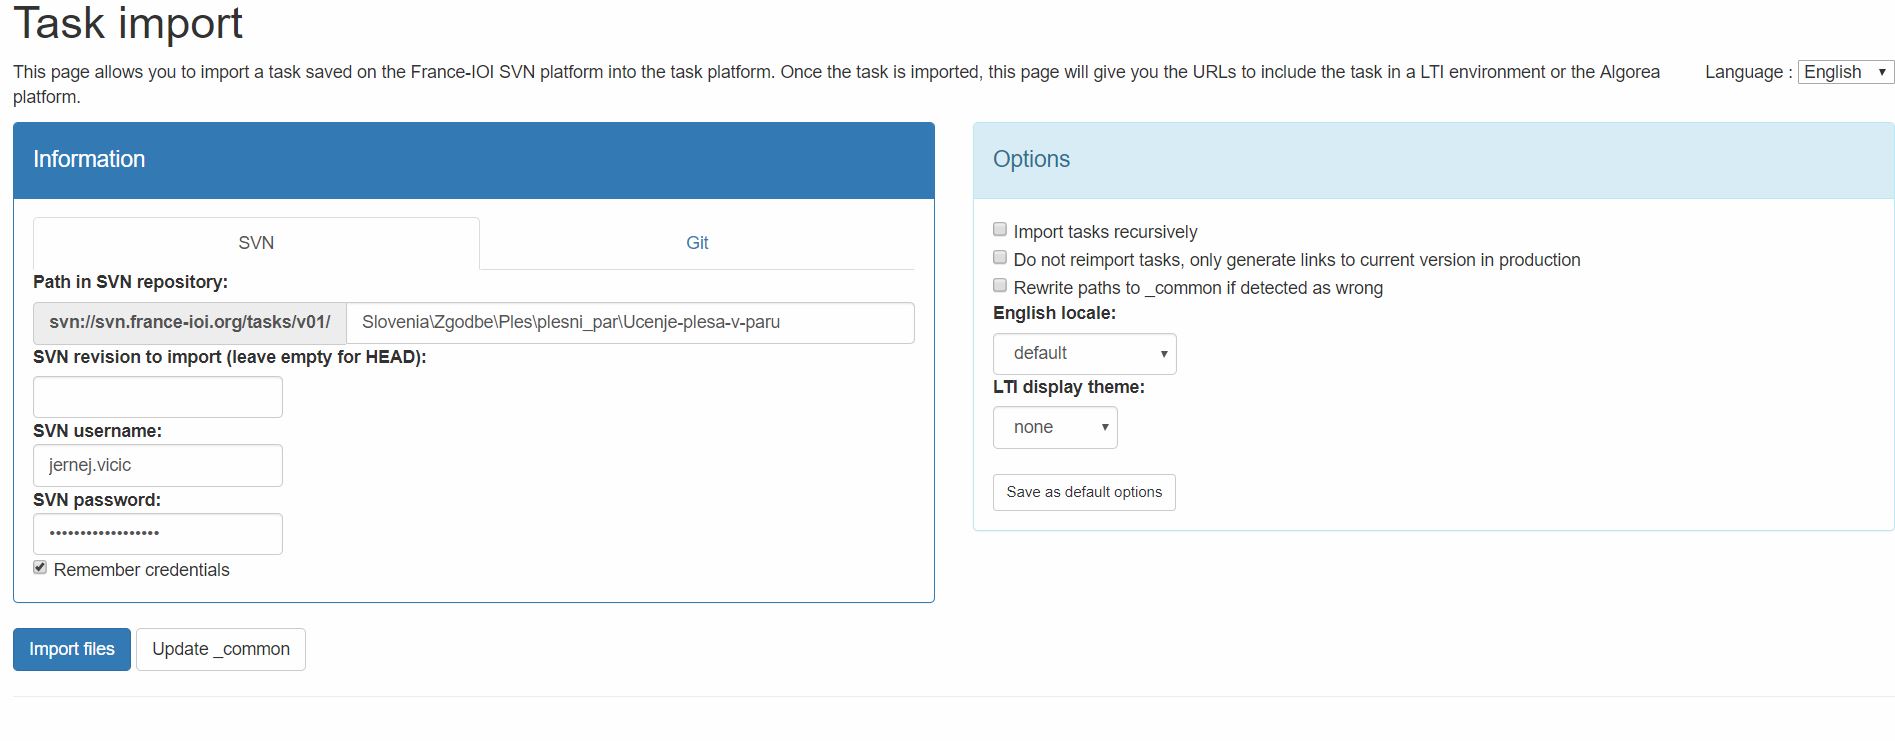 Task import
This page allows you to import a task saved on the France-IOI SVN platform into the task platform. Once the task is imported, this page will give you the URLs to include the task in a LTI environment or the Algorea
platform.
Language : English
Information
SVN
Git
Path in SVN repository:
svn://svn.france-ioi.org/tasks/v01/ Slovenia\Zgodbe\Ples\plesni_par\Ucenje-plesa-v-paru
SVN revision to import (leave empty for HEAD):
SVN username:
jernej.vicic
SVN password:
••••••••••••••••••
Remember credentials
Import files
Update _common
Options
Import tasks recursively
Do not reimport tasks, only generate links to current version in production
Rewrite paths to _common if detected as wrong
English locale:
default
LTI display theme:
none
Save as default options